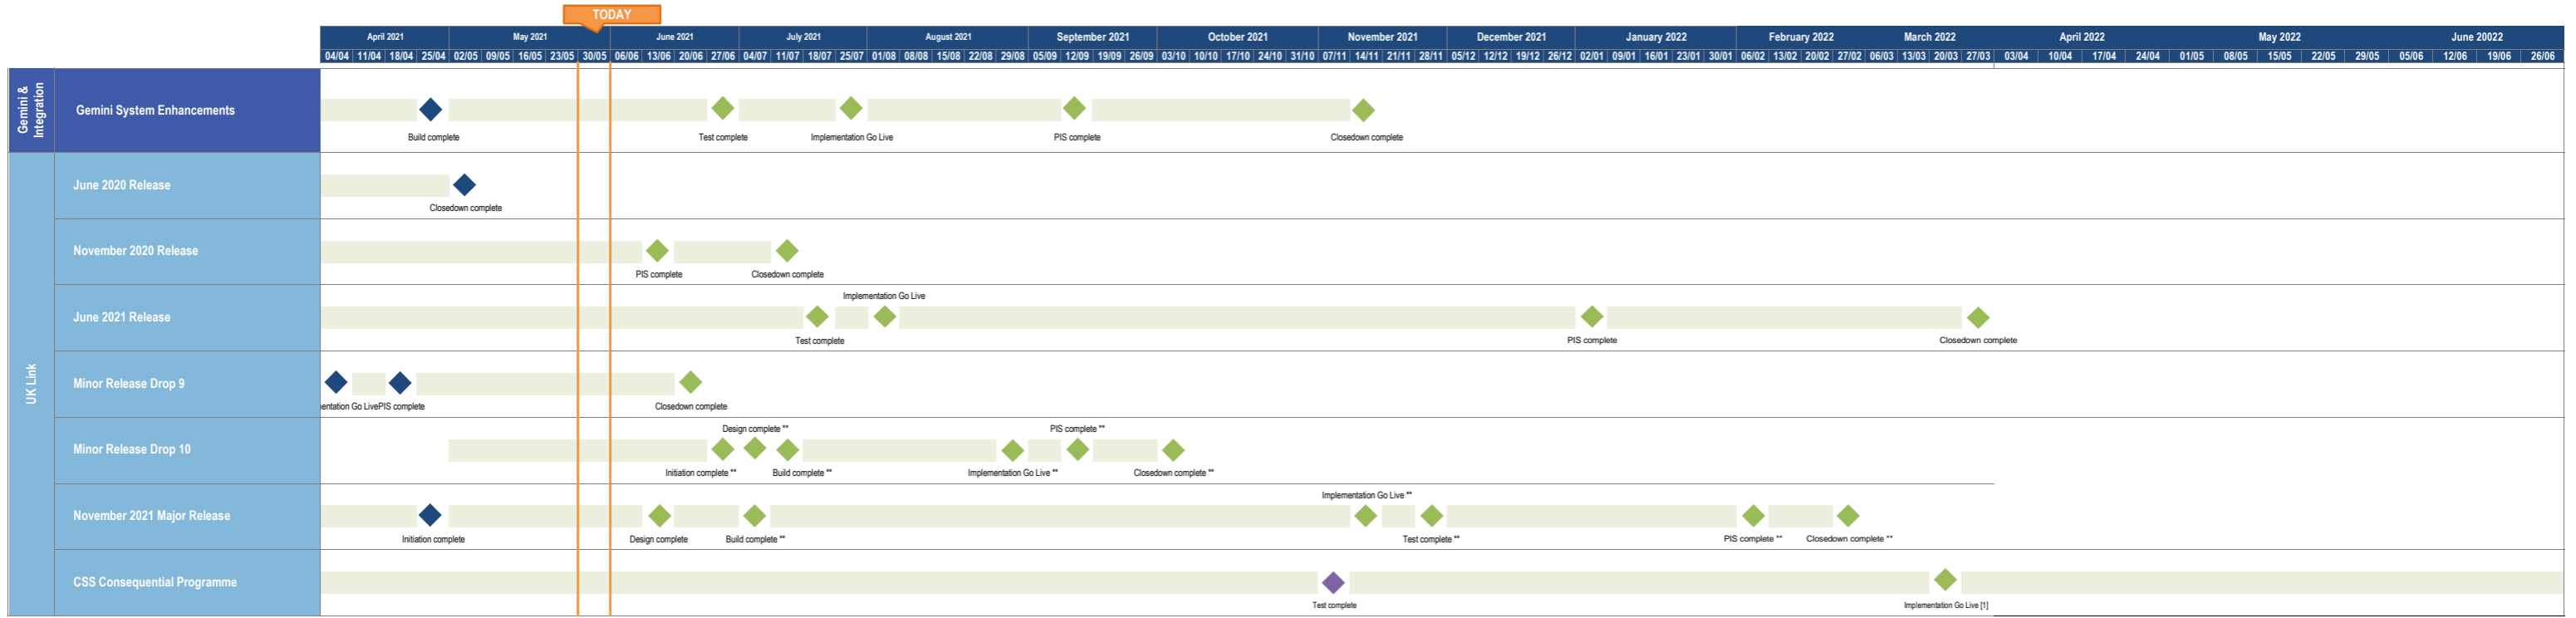 TODAY
April 2021 May 2021 June 2021 July 2021 August 2021 September 2021 October 2021 November 2021 December 2021 January 2022 February 2022 March 2022 April 2022 May 2022 June 20022
04/04 11/04 18/04 25/04 02/05 09/05 16/05 23/05 30/05 06/06 13/06 20/06 27/06 04/07 11/07 18/07 25/07 01/08 08/08 15/08 22/08 29/08 05/09 12/09 19/09 26/09 03/10 10/10 17/10 24/10 31/10 07/11 14/11 21/11 28/11 05/12 12/12 19/12 26/12 02/01 09/01 16/01 23/01 30/01 06/02 13/02 20/02 27/02 06/03 13/03 20/03 27/03 03/04 10/04 17/04 24/04 01/05 08/05 15/05 22/05 29/05 05/06 12/06 19/06 26/06
Gemini &
Integration
Gemini System Enhancements
Build complete Test complete Implementation Go Live PIS complete Closedown complete
UK Link
June 2020 Release
Closedown complete
November 2020 Release
PIS complete Closedown complete
Implementation Go Live
June 2021 Release
Test complete PIS complete Closedown complete
Minor Release Drop 9
entation Go LivePIS complete Closedown complete
Design complete ** PIS complete **
Minor Release Drop 10
Initiation complete ** Build complete ** Implementation Go Live ** Closedown complete **
Implementation Go Live **
November 2021 Major Release
Initiation complete Design complete Build complete ** Test complete ** PIS complete ** Closedown complete **
CSS Consequential Programme
Test complete Implementation Go Live [1]